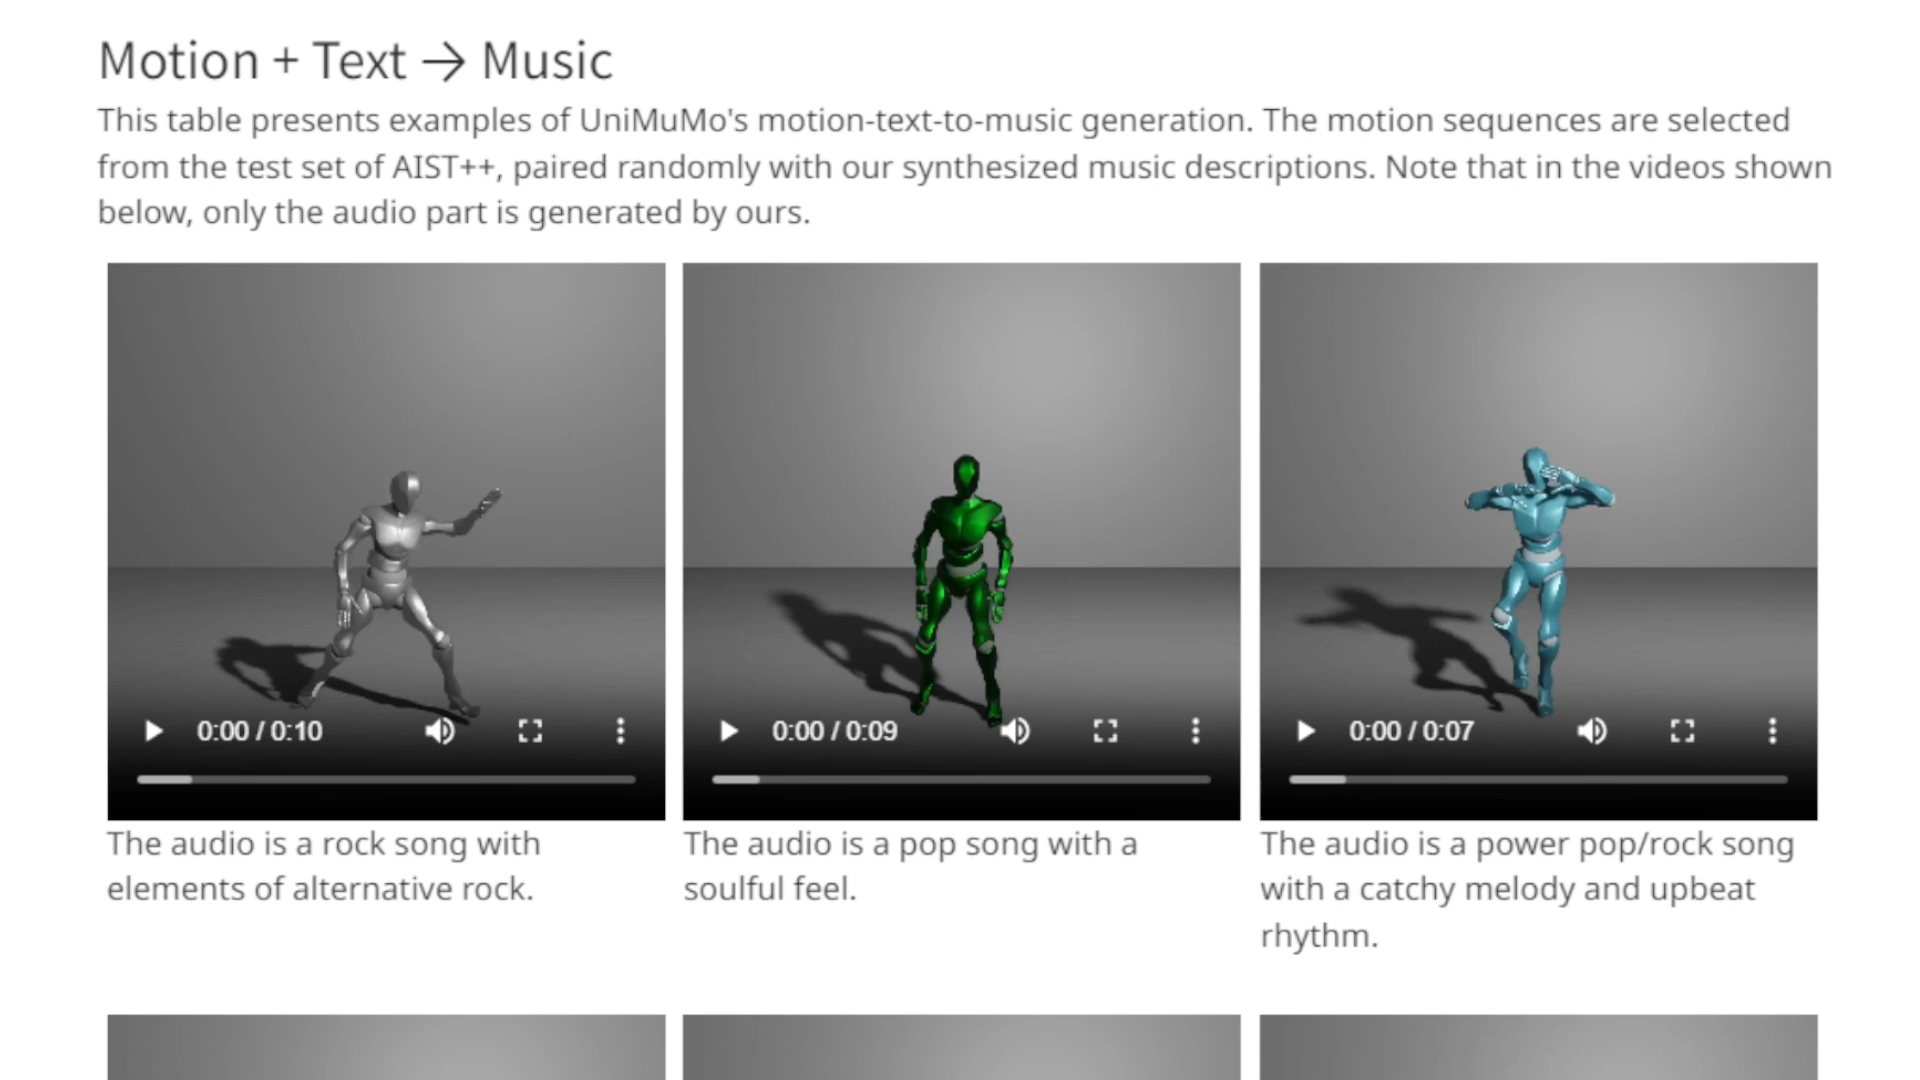 Motion + Text → Music
This table presents examples of UniMuMo's motion-text-to-music generation. The motion sequences are selected
from the test set of AIST++, paired randomly with our synthesized music descriptions. Note that in the videos shown
below, only the audio part is generated by ours.
0:00 / 0:10
0:00 / 0:09
0:00 / 0:07
The audio is a rock song with
elements of alternative rock.
The audio is a pop song with a
soulful feel.
The audio is a power pop/rock song
with a catchy melody and upbeat
rhythm.